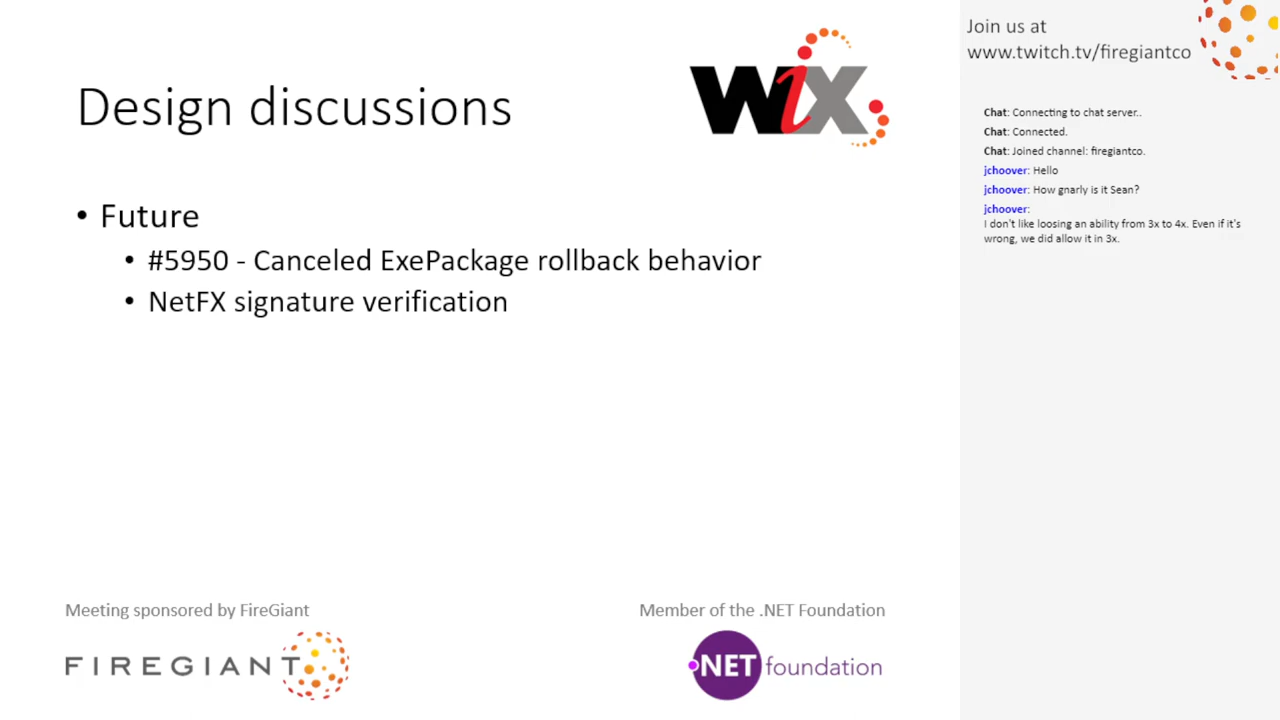 Design discussions
WiX
• Future
• #5950 - Canceled ExePackage rollback behavior
• NetFX signature verification
Meeting sponsored by FireGiant
FIREGIANT
Member of the .NET Foundation
.NET foundation
Join us at
www.twitch.tv/firegiantco
Chat: Connecting to chat server..
Chat: Connected.
Chat: Joined channel: firegiantco.
jchoover: Hello
jchoover: How gnarly is it Sean?
jchoover:
I don't like loosing an ability from 3x to 4x. Even if it's
wrong, we did allow it in 3x.